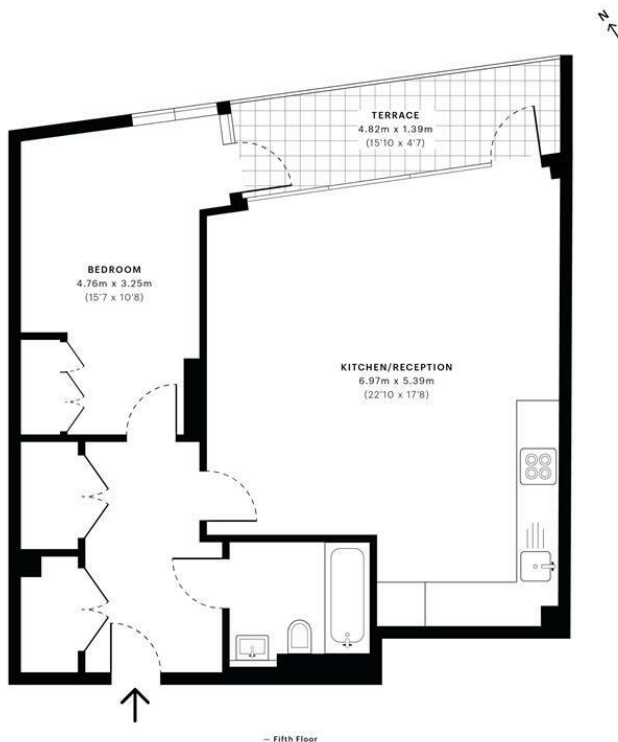 N
TERRACE
4.82m x 1.39m
(15'10 x 4'7)
BEDROOM
4.76m x 3.25m
(15'7 x 10'8)
KITCHEN/RECEPTION
6.97m x 5.39m
(22'10 x 17'8)
— Fifth Floor